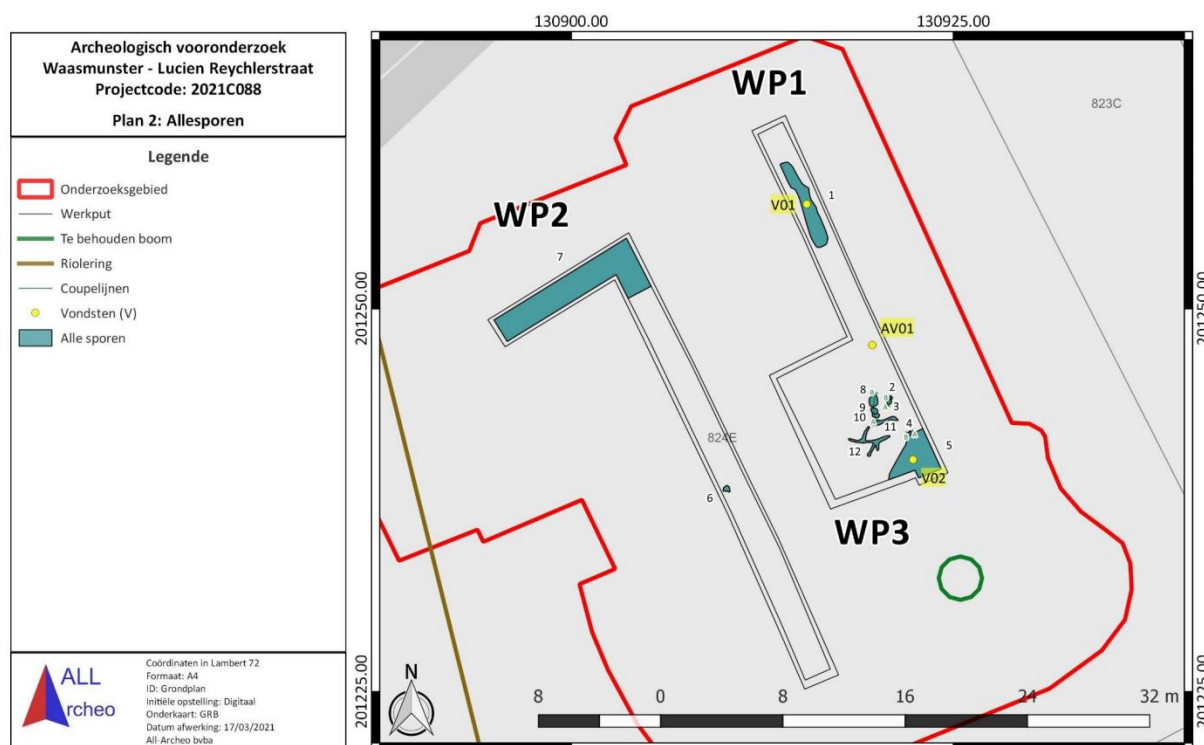 Archeologisch vooronderzoek
Waasmunster - Lucien Reychlerstraat
Projectcode: 2021C088
Plan 2: Allesporen
Legende
Onderzoeksgebied
Werkput
Te behouden boom
Riolering
Coupelijnen
Vondsten (V)
Alle sporen
ALL
Archeo
Coördinaten in Lambert 72
Formaat: A4
ID: Grondplan
Initiële opstelling: Digitaal
Onderkaart: GRB
Datum afwerking: 17/03/2021
All-Archeo bvba
130900.00
130925.00
201250.00
201250.00
201225.00
201225.00
823C
WP1
1
V01
WP2
7
AV01
8
2
9
3
10
11
4
12
5
824E
V02
6
WP3
N
8
0
8
16
24
32 m